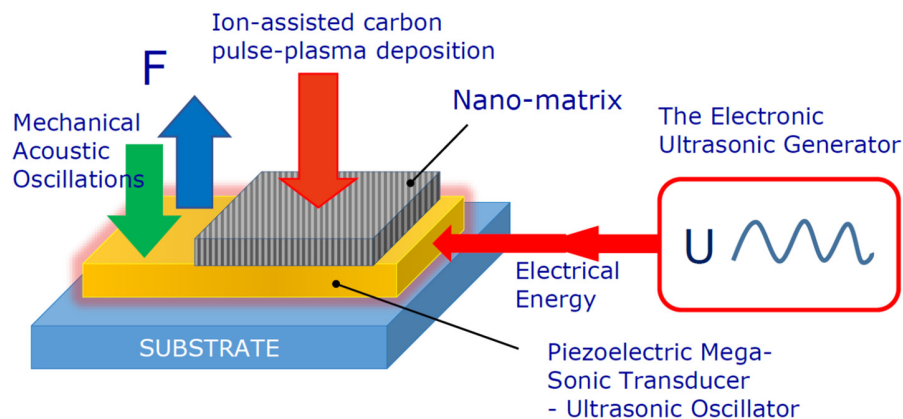 Ion-assisted carbon
pulse-plasma deposition
F
Mechanical
Acoustic
Oscillations
Nano-matrix
The Electronic
Ultrasonic Generator
U
Electrical
Energy
SUBSTRATE
Piezoelectric Mega-
Sonic Transducer
- Ultrasonic Oscillator